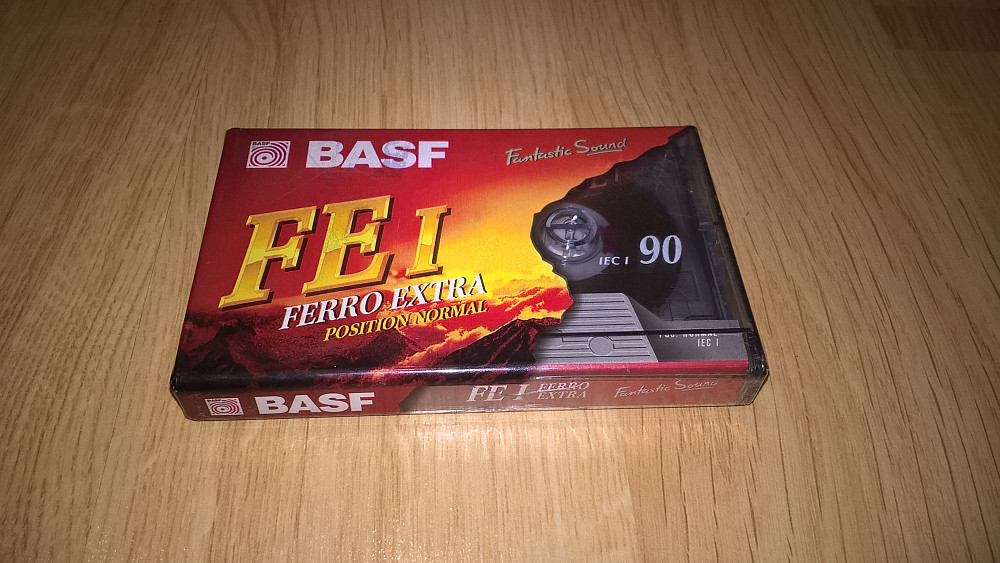 BASF
BASF
Fantastic Sound
FE I
FERRO EXTRA
POSITION NORMAL
IEC I 90
POS. NORMAL
IEC I
BASF
FE I FERRO
EXTRA
Fantastic Sound